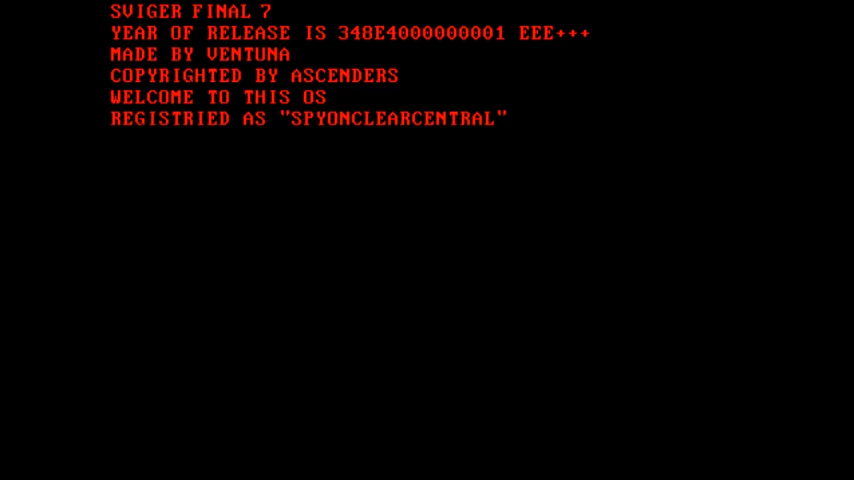 SVIGER FINAL 7
YEAR OF RELEASE IS 348E4000000001 EEE+++
MADE BY VENTUNA
COPYRIGHTED BY ASCENDERS
WELCOME TO THIS OS
REGISTRIED AS "SPYONCLEARCENTRAL"